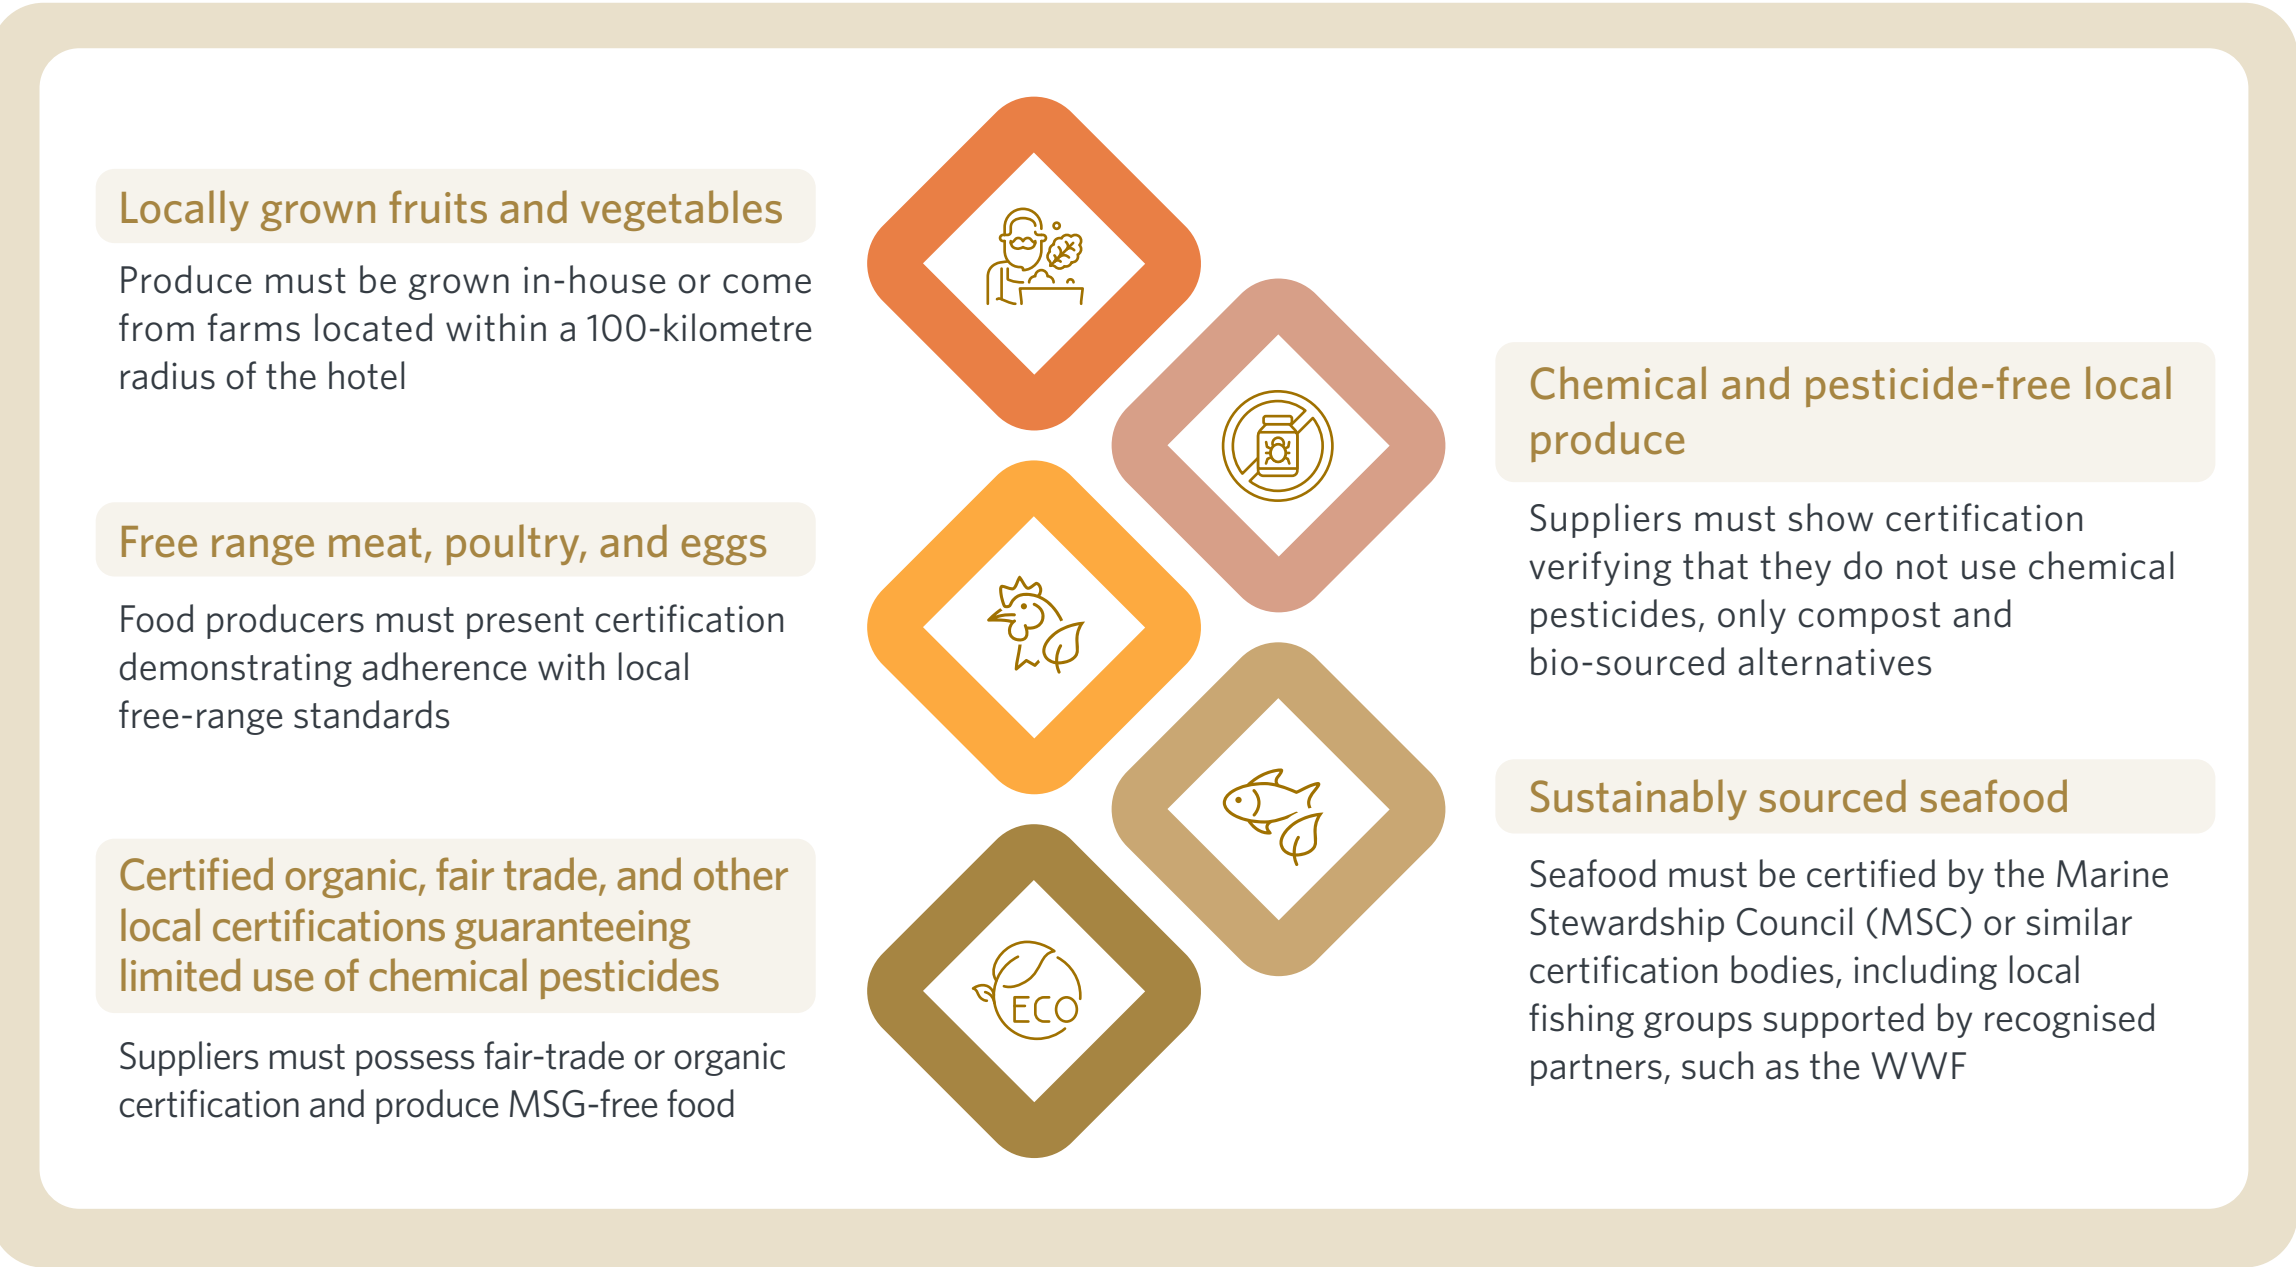 Locally grown fruits and vegetables
Produce must be grown in-house or come
from farms located within a 100-kilometre
radius of the hotel
Chemical and pesticide-free local
produce
Suppliers must show certification
verifying that they do not use chemical
pesticides, only compost and
bio-sourced alternatives
Free range meat, poultry, and eggs
Food producers must present certification
demonstrating adherence with local
free-range standards
Sustainably sourced seafood
Seafood must be certified by the Marine
Stewardship Council (MSC) or similar
certification bodies, including local
fishing groups supported by recognised
partners, such as the WWF
Certified organic, fair trade, and other
local certifications guaranteeing
limited use of chemical pesticides
Suppliers must possess fair-trade or organic
certification and produce MSG-free food
ECO